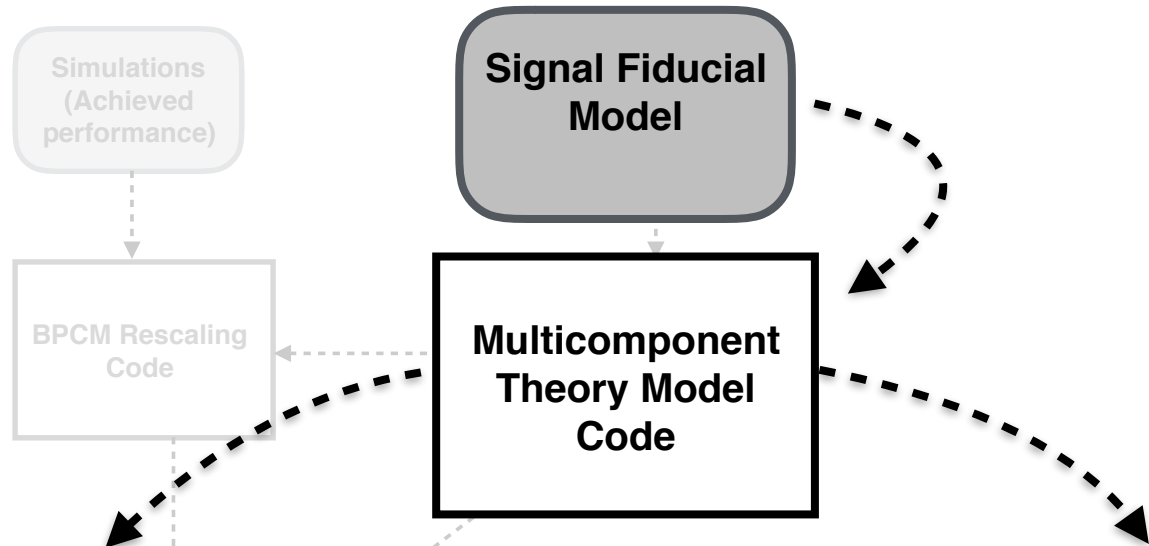 Simulations
(Achieved
performance)
Signal Fiducial
Model
BPCM Rescaling
Code
Multicomponent
Theory Model
Code